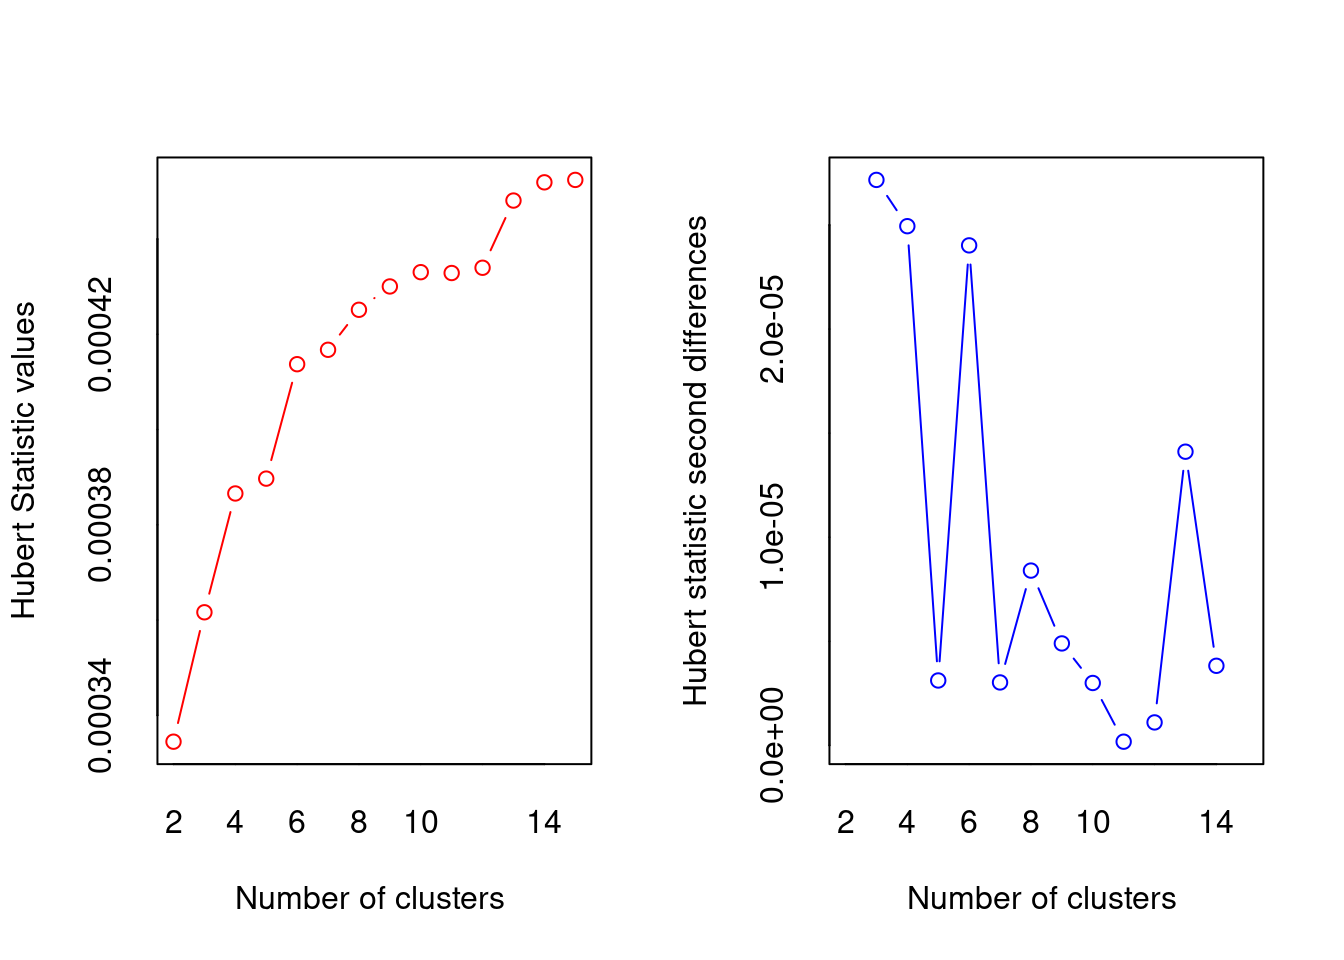 Hubert Statistic values
0.00034 0.00038 0.00042
2 4 6 8 10 14
Number of clusters
Hubert statistic second differences
0.0e+00 1.0e-05 2.0e-05
2 4 6 8 10 14
Number of clusters